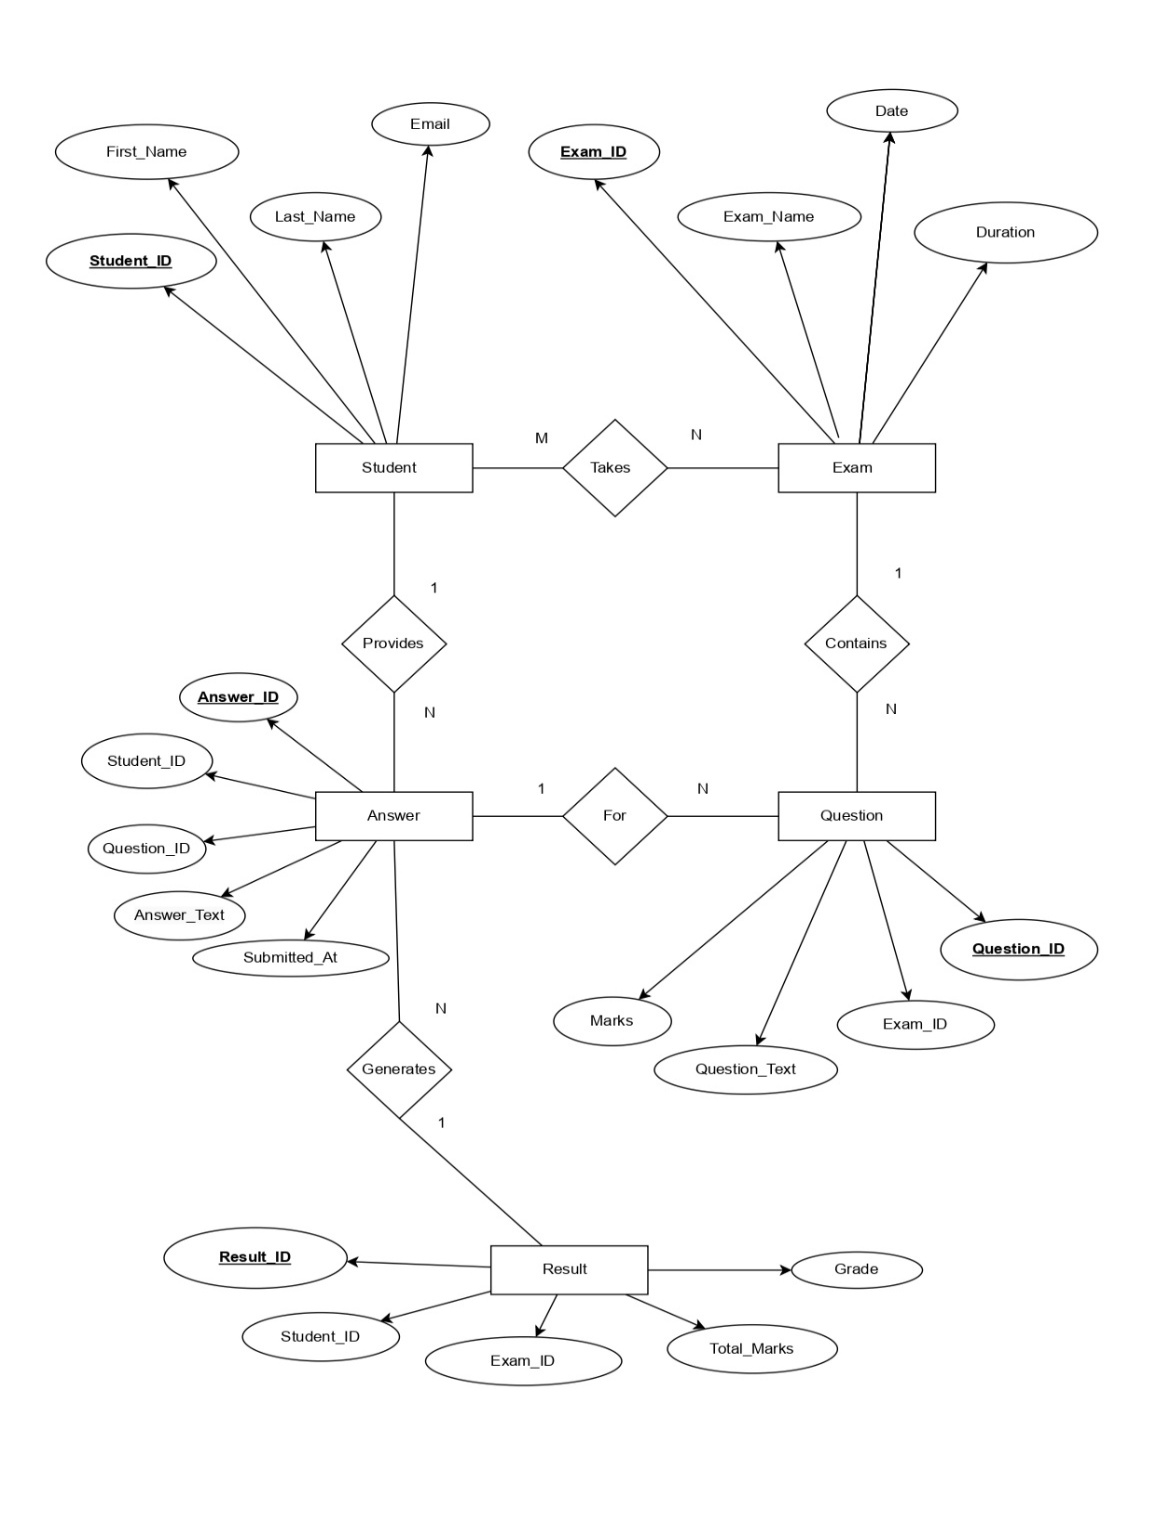 Email
Date
First_Name
Exam_ID
Last_Name
Exam_Name
Duration
Student_ID
M
N
Student
Takes
Exam
1
1
Provides
Contains
Answer_ID
N
N
Student_ID
1
N
Answer
For
Question
Question_ID
Answer_Text
Submitted_At
Question_ID
N
Marks
Exam_ID
Generates
Question_Text
1
Result_ID
Result
Grade
Student_ID
Exam_ID
Total_Marks